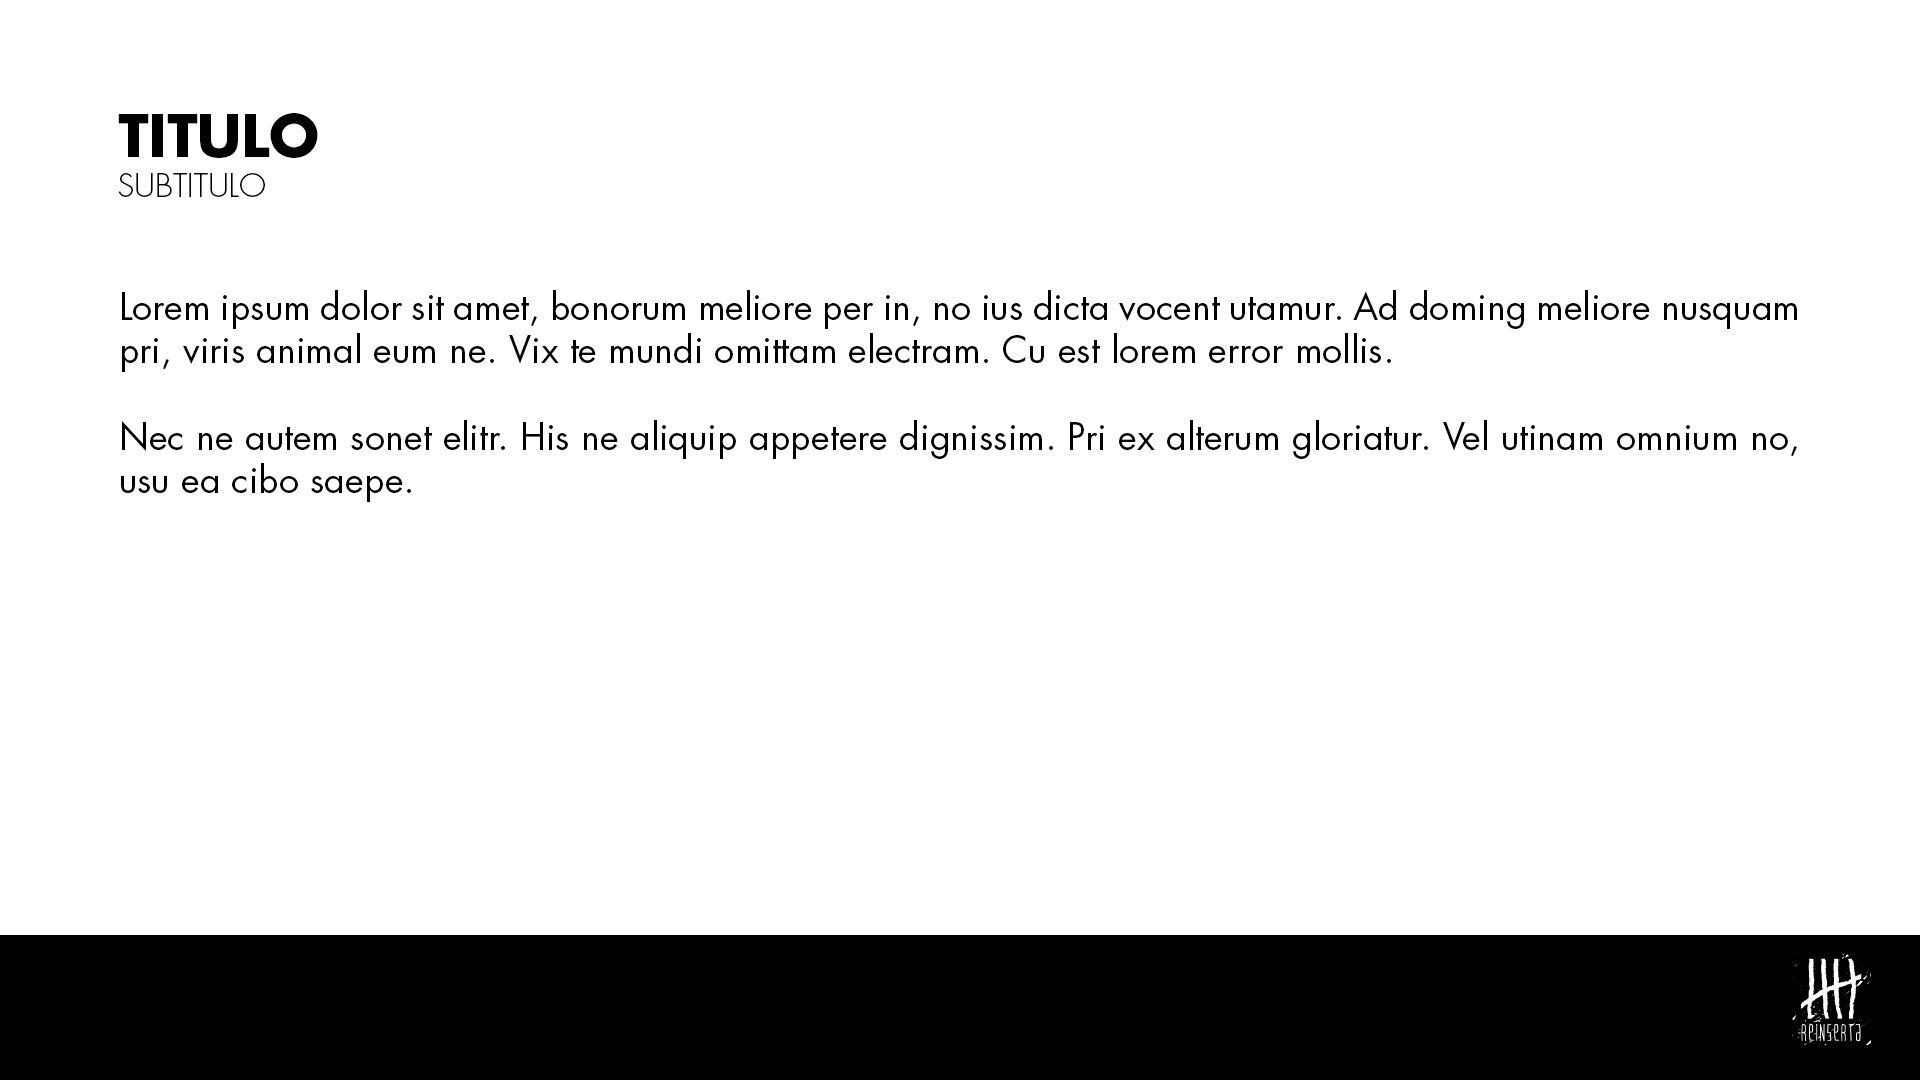 TITULO
SUBTITULO
Lorem ipsum dolor sit amet, bonorum meliore per in, no ius dicta vocent utamur. Ad doming meliore nusquam
pri, viris animal eum ne. Vix te mundi omittam electram. Cu est lorem error mollis.
Nec ne autem sonet elitr. His ne aliquip appetere dignissim. Pri ex alterum gloriatur. Vel utinam omnium no,
usu ea cibo saepe.
REINSERTA